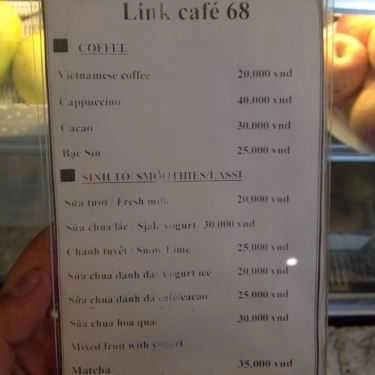 Link café 68
COFFEE
Vietnamese coffee 20.000 vnd
Cappuccino 40.000 vnd
Cacao 30.000 vnd
Bạc Sỉu 25.000 vnd
SINH TỐ/SMOOTHIES/LASSI
Sữa tươi / Fresh milk 20.000 vnd
Sữa chua lắc / yogurt 30.000 vnd
Chanh tuyết / Snow Lime 25.000 vnd
Sữa chua đánh đá/ yogurt ice 20.000 vnd
Sữa chua đánh đá cafe/cacao 25.000 vnd
Sữa chua hoa quả/ 30.000 vnd
Mixed fruit with yogurt
Matcha 35.000 vnd